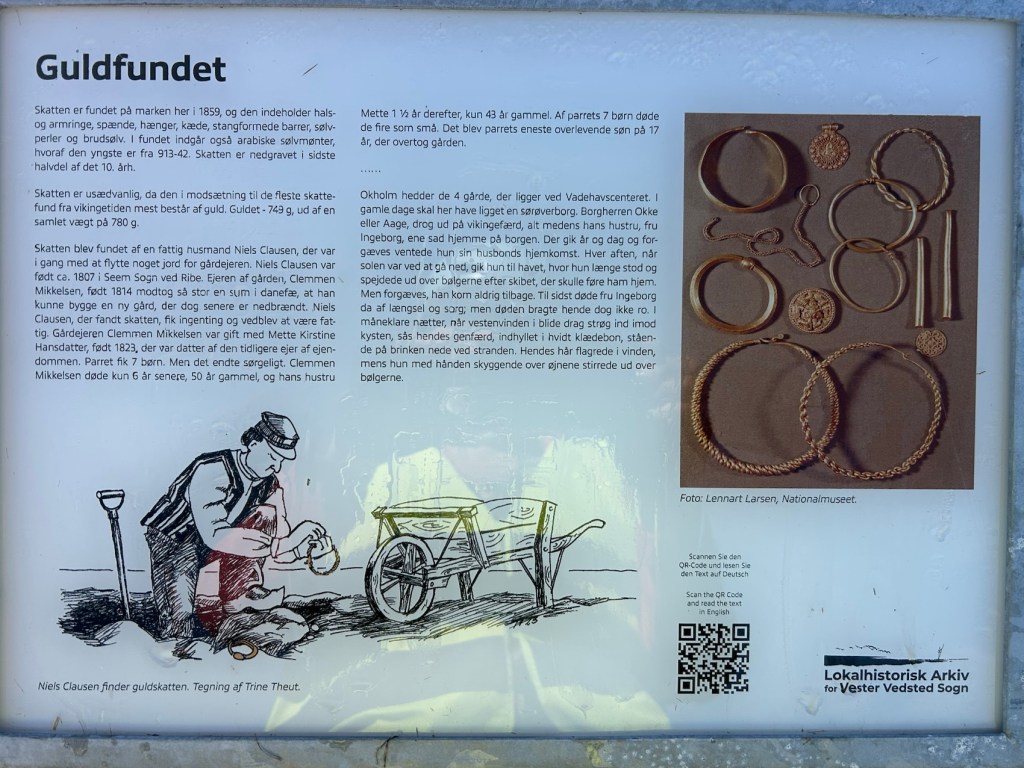 Guldfundet
Skatten er fundet på marken her i 1859, og den indeholder hals-
og armringe, spænde, hænger, kæde, stangformede barrer, sølv-
perler og brudsølv. I fundet indgår også arabiske sølvmønter,
hvoraf den yngste er fra 913-42. Skatten er nedgravet i sidste
halvdel af det 10. årh.
Skatten er usædvanlig, da den i modsætning til de fleste skatte-
fund fra vikingetiden mest består af guld. Guldet - 749 g, ud af en
samlet vægt på 780 g.
Skatten blev fundet af en fattig husmand Niels Clausen, der var
i gang med at flytte noget jord for gårdejeren. Niels Clausen var
født ca. 1807 i Seem Sogn ved Ribe. Ejeren af gården, Clemmen
Mikkelsen, født 1814 modtog så stor en sum i danefæ, at han
kunne bygge en ny gård, der dog senere er nedbrændt. Niels
Clausen, der fandt skatten, fik ingenting og vedblev at være fat-
tig. Gårdejeren Clemmen Mikkelsen var gift med Mette Kirstine
Hansdatter, født 1823, der var datter af den tidligere ejer af ejen-
dommen. Parret fik 7 børn. Men det endte sørgeligt. Clemmen
Mikkelsen døde kun 6 år senere, 50 år gammel, og hans hustru
Mette 1 ½ år derefter, kun 43 år gammel. Af parrets 7 børn døde
de fire som små. Det blev parrets eneste overlevende søn på 17
år, der overtog gården.
......
Okholm hedder de 4 gårde, der ligger ved Vadehavscenteret. I
gamle dage skal her have ligget en sørøverborg. Borgherren Okke
eller Aage, drog ud på vikingefærd, alt medens hans hustru, fru
Ingeborg, ene sad hjemme på borgen. Der gik år og dag og for-
gæves ventede hun sin husbonds hjemkomst. Hver aften, når
solen var ved at gå ned, gik hun til havet, hvor hun længe stod og
spejdede ud over bølgerne efter skibet, der skulle føre ham hjem.
Men forgæves, han kom aldrig tilbage. Til sidst døde fru Ingeborg
da af længsel og sorg; men døden bragte hende dog ikke ro. I
måneklare nætter, når vestenvinden i blide drag strøg ind imod
kysten, sås hendes genfærd, indhyllet i hvidt klædebon, ståen-
de på brinken nede ved stranden. Hendes hår flagrede i vinden,
mens hun med hånden skyggende over øjnene stirrede ud over
bølgerne.
Foto: Lennart Larsen, Nationalmuseet.
Scannen Sie den
QR-Code und lesen Sie
den Text auf Deutsch
Scan the QR Code
and read the text
in English
Niels Clausen finder guldskatten. Tegning af Trine Theut.
Lokalhistorisk Arkiv
for Vester Vedsted Sogn